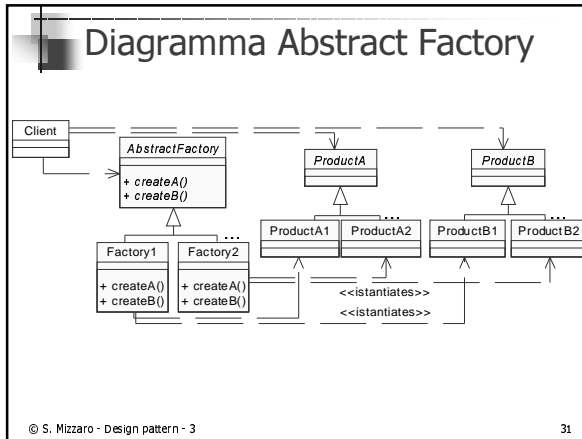 Diagramma Abstract Factory
Client
AbstractFactory
+ createA()
+ createB()
ProductA
ProductB
...
...
...
Factory1
+ createA()
+ createB()
Factory2
+ createA()
+ createB()
ProductA1
ProductA2
ProductB1
ProductB2
<<istantiates>>
<<istantiates>>
© S. Mizzaro - Design pattern - 3
31